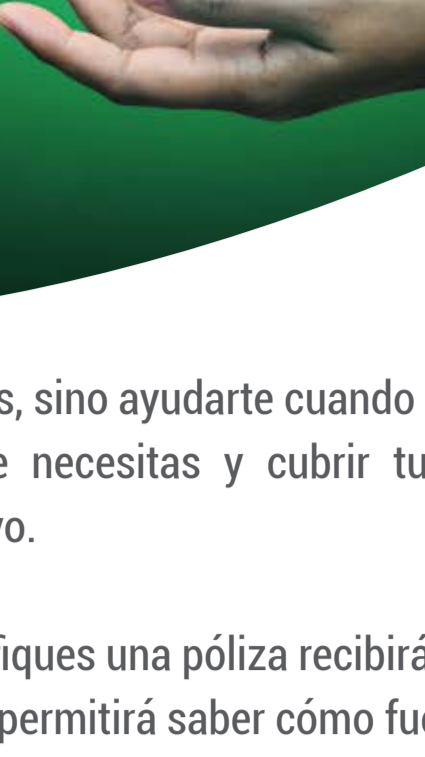 s, sino ayudarte cuando
e necesitas y cubrir tu
vo.
fiques una póliza recibirá
permitirá saber cómo fue